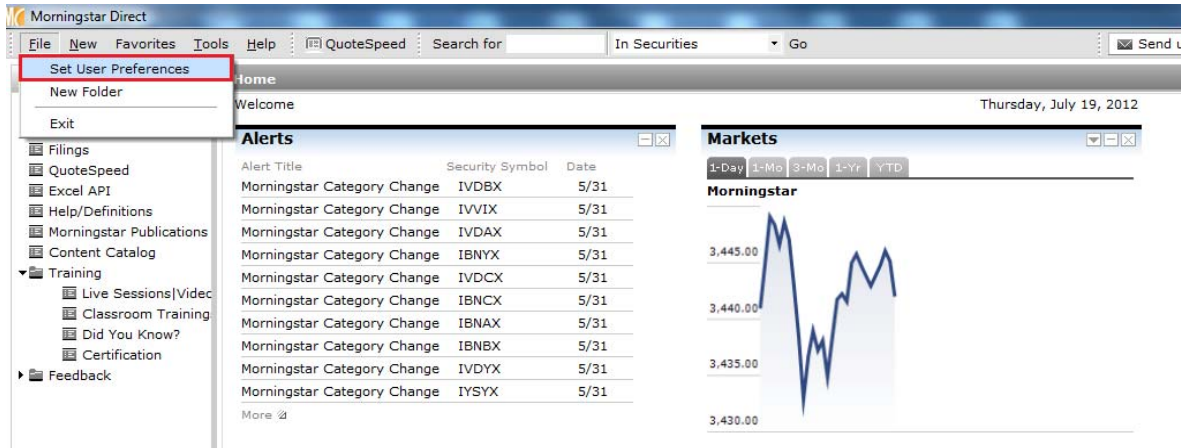 Morningstar Direct
File New Favorites Tools Help QuoteSpeed Search for In Securities Go Send
Set User Preferences
New Folder
Exit
Home
Welcome Thursday, July 19, 2012
Filings
QuoteSpeed
Excel API
Help/Definitions
Morningstar Publications
Content Catalog
Training
Live Sessions|Video
Classroom Training
Did You Know?
Certification
Feedback
Alerts
Alert Title Security Symbol Date
Morningstar Category Change IVDBX 5/31
Morningstar Category Change IVVIX 5/31
Morningstar Category Change IVDAX 5/31
Morningstar Category Change IBNYX 5/31
Morningstar Category Change IVDCX 5/31
Morningstar Category Change IBNCX 5/31
Morningstar Category Change IBNAX 5/31
Morningstar Category Change IBNBX 5/31
Morningstar Category Change IVDYX 5/31
Morningstar Category Change IYSYX 5/31
More
Markets
1-Day 1-Mo 3-Mo 1-Yr YTD
Morningstar
3,445.00
3,440.00
3,435.00
3,430.00